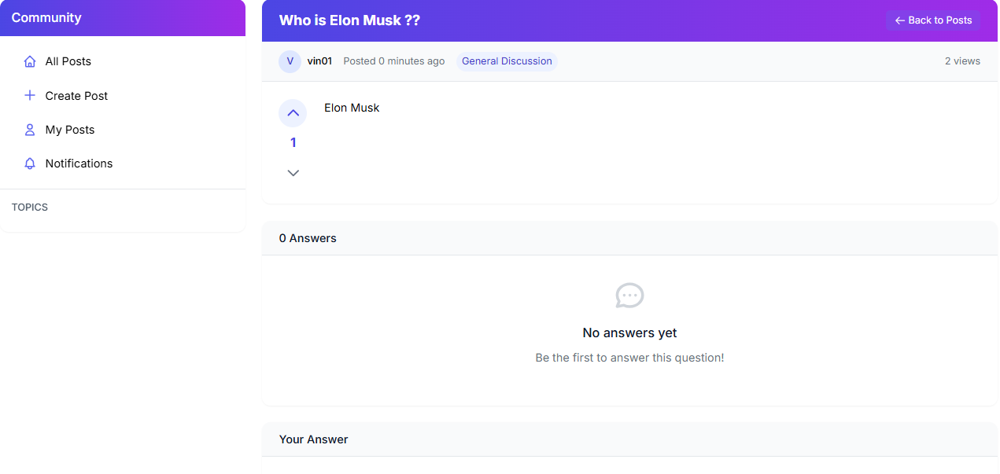 Community
All Posts
Create Post
My Posts
Notifications
TOPICS
Who is Elon Musk ??
← Back to Posts
V vin01 Posted 0 minutes ago General Discussion 2 views
Elon Musk
1
0 Answers
No answers yet
Be the first to answer this question!
Your Answer